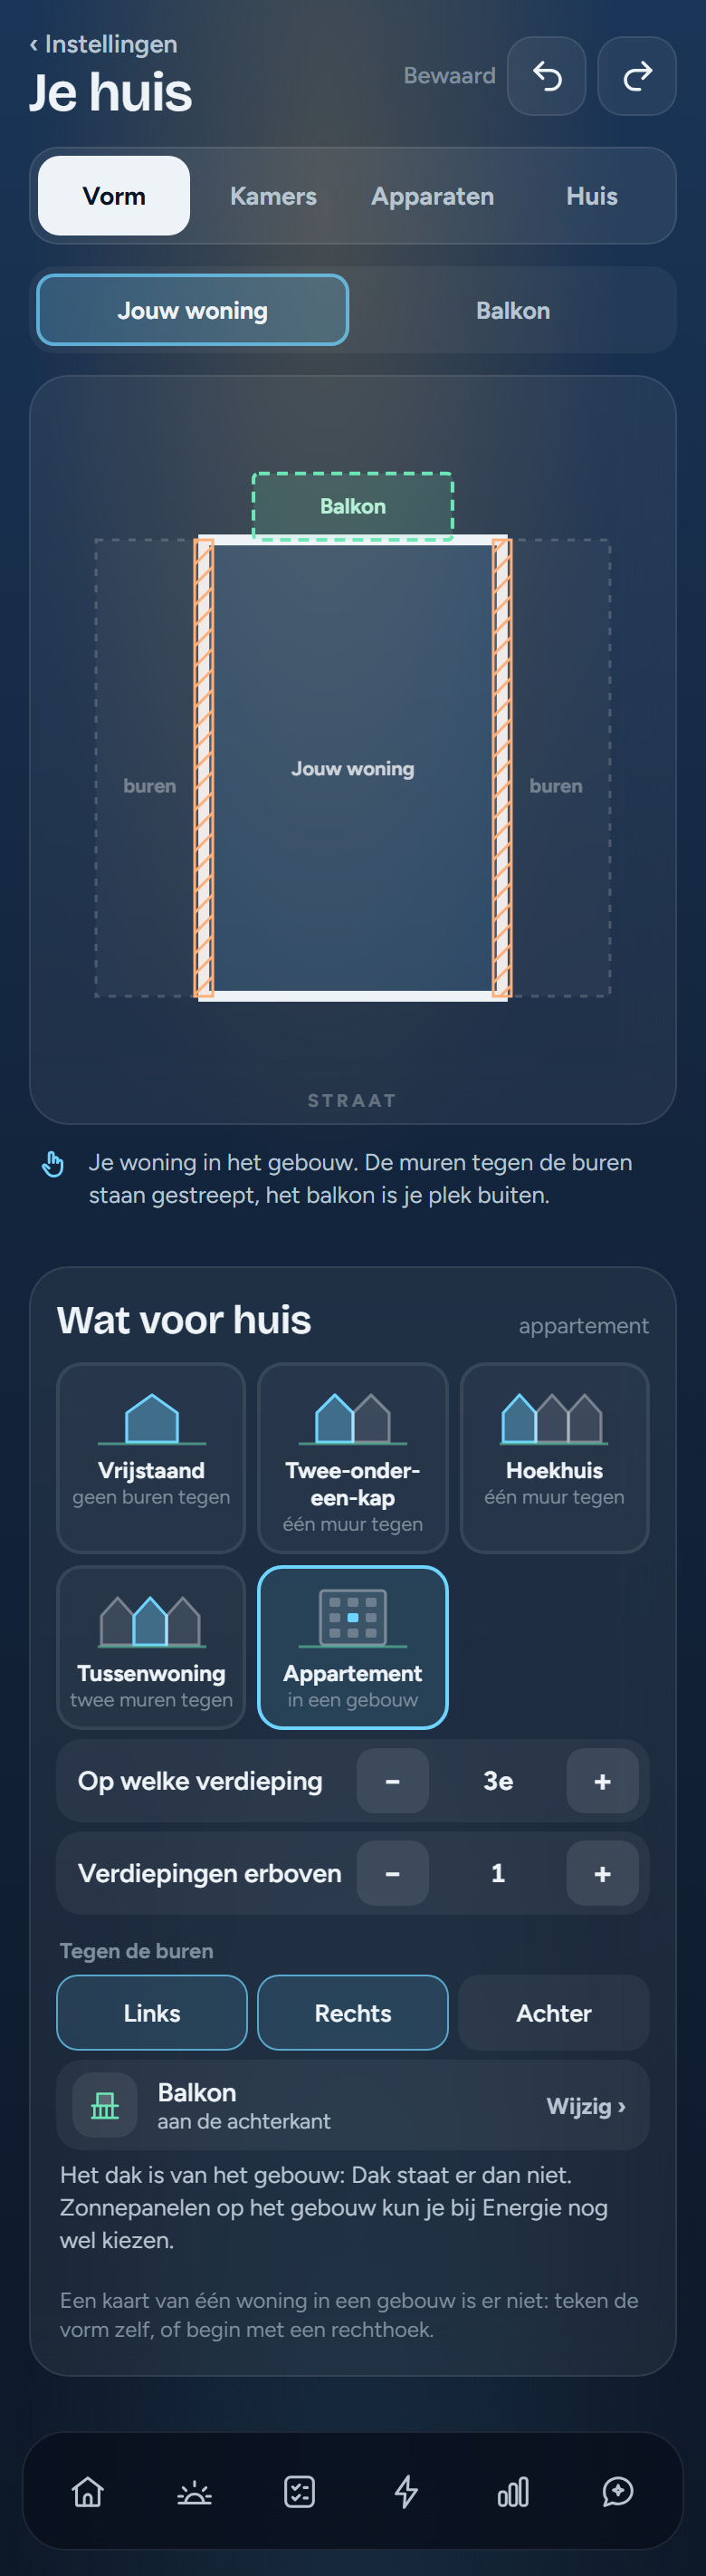 ‹ Instellingen
Je huis
Bewaard
Vorm
Kamers
Apparaten
Huis
Jouw woning
Balkon
Balkon
buren
Jouw woning
buren
STRAAT
Je woning in het gebouw. De muren tegen de buren
staan gestreept, het balkon is je plek buiten.
Wat voor huis
appartement
Vrijstaand
geen buren tegen
Twee-onder-
een-kap
één muur tegen
Hoekhuis
één muur tegen
Tussenwoning
twee muren tegen
Appartement
in een gebouw
Op welke verdieping
−
3e
+
Verdiepingen erboven
−
1
+
Tegen de buren
Links
Rechts
Achter
Balkon
aan de achterkant
Wijzig ›
Het dak is van het gebouw: Dak staat er dan niet.
Zonnepanelen op het gebouw kun je bij Energie nog
wel kiezen.
Een kaart van één woning in een gebouw is er niet: teken de
vorm zelf, of begin met een rechthoek.